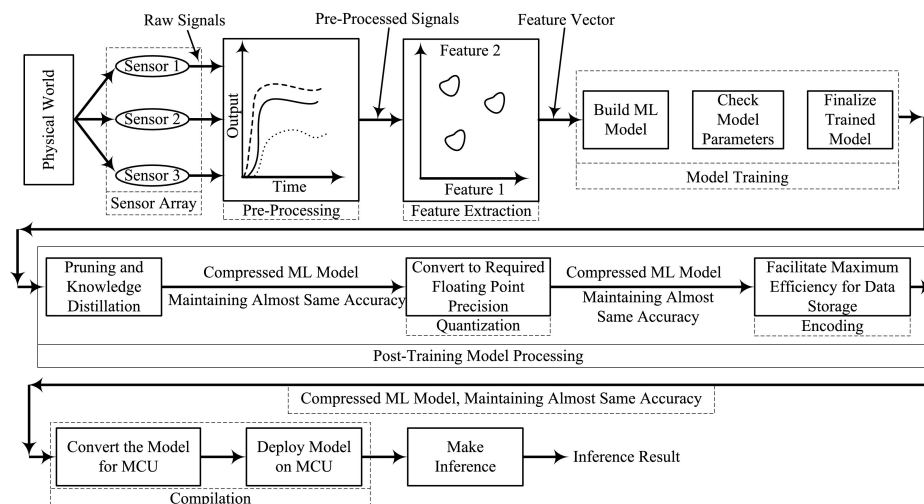 Raw Signals
Pre-Processed Signals
Feature Vector
Physical World
Sensor 1
Sensor 2
Sensor 3
Sensor Array
Output
Time
Pre-Processing
Feature 2
Feature 1
Feature Extraction
Build ML
Model
Check
Model
Parameters
Finalize
Trained
Model
Model Training
Pruning and
Knowledge
Distillation
Compressed ML Model
Maintaining Almost Same Accuracy
Convert to Required
Floating Point
Precision
Quantization
Compressed ML Model
Maintaining Almost
Same Accuracy
Facilitate Maximum
Efficiency for Data
Storage
Encoding
Post-Training Model Processing
Compressed ML Model, Maintaining Almost Same Accuracy
Convert the Model
for MCU
Deploy Model
on MCU
Compilation
Make
Inference
Inference Result